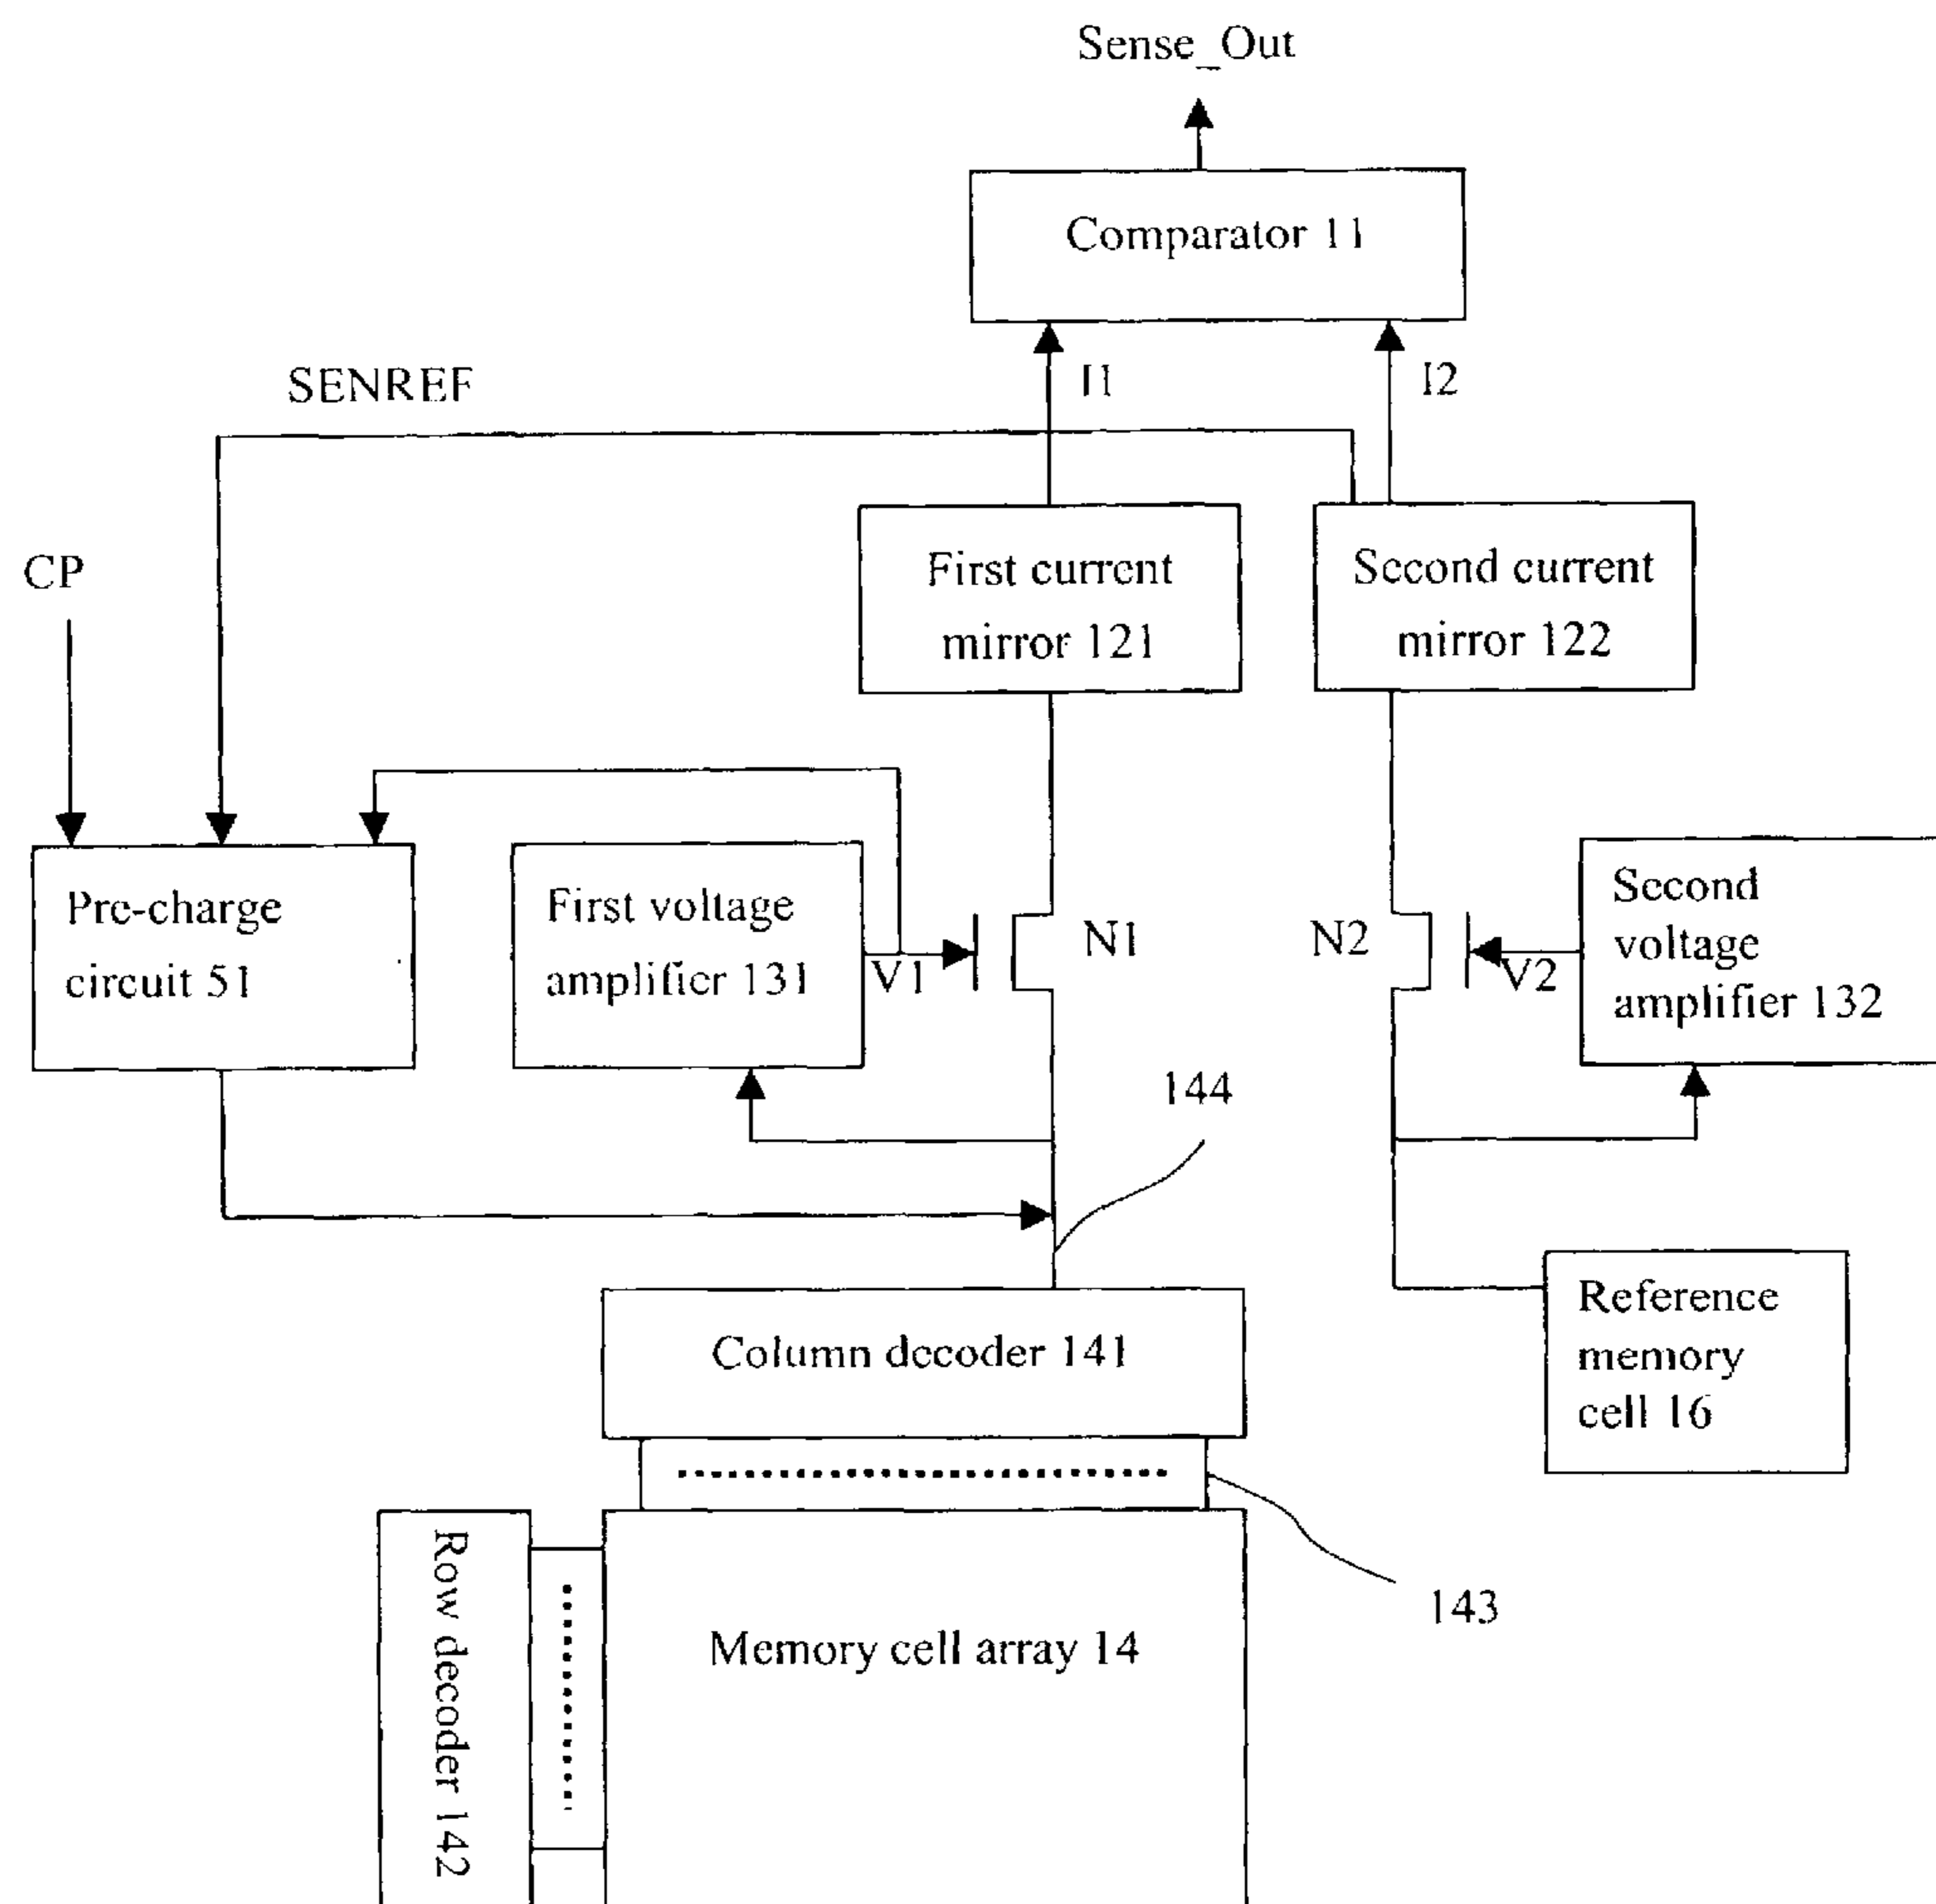 Sense_Out
Comparator 11
SENREF
I1
I2
CP
First current
mirror 121
Second current
mirror 122
Pre-charge
circuit 51
First voltage
amplifier 131
V1
N1
N2
V2
Second
voltage
amplifier 132
144
Column decoder 141
Reference
memory
cell 16
143
Row decoder 142
Memory cell array 14